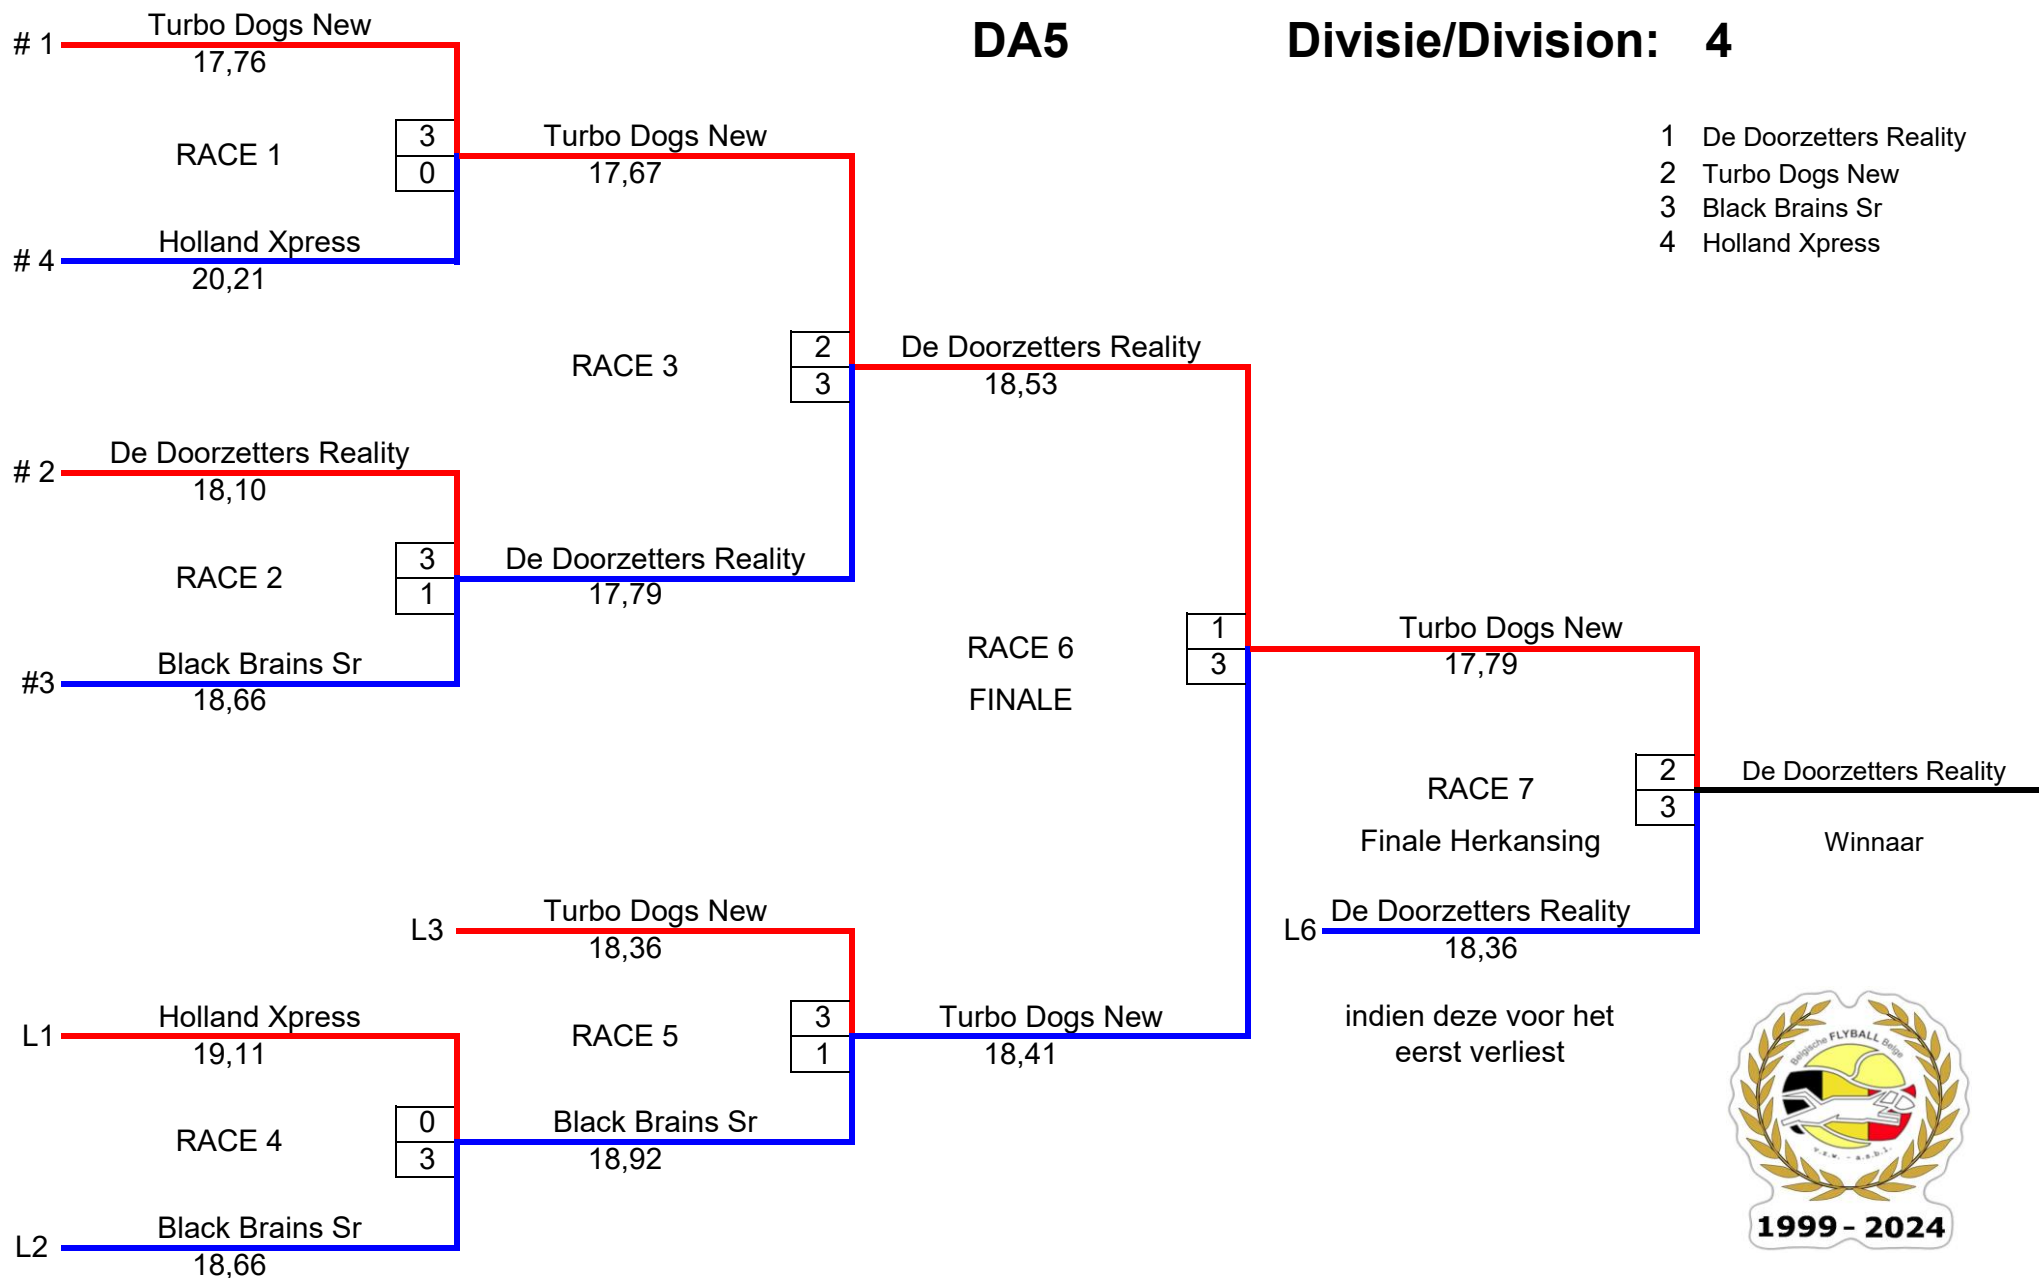 DA5 Divisie/Division: 4
1 De Doorzetters Reality
2 Turbo Dogs New
3 Black Brains Sr
4 Holland Xpress
# 1 Turbo Dogs New
17,76
RACE 1 3
0
# 4 Holland Xpress
20,21
# 2 De Doorzetters Reality
18,10
RACE 2 3
1
#3 Black Brains Sr
18,66
Turbo Dogs New
17,67
RACE 3 2
3
De Doorzetters Reality
17,79
L1 Holland Xpress
19,11
RACE 4 0
3
L2 Black Brains Sr
18,66
L3 Turbo Dogs New
18,36
RACE 5 3
1
Black Brains Sr
18,92
De Doorzetters Reality
18,53
RACE 6 1
3
FINALE
Turbo Dogs New
18,41
Turbo Dogs New
17,79
RACE 7 2
3
Finale Herkansing
L6 De Doorzetters Reality
18,36
indien deze voor het
eerst verliest
De Doorzetters Reality
Winnaar
Belgische FLYBALL Belge
v.z.w. - a.s.b.l.
1999 - 2024